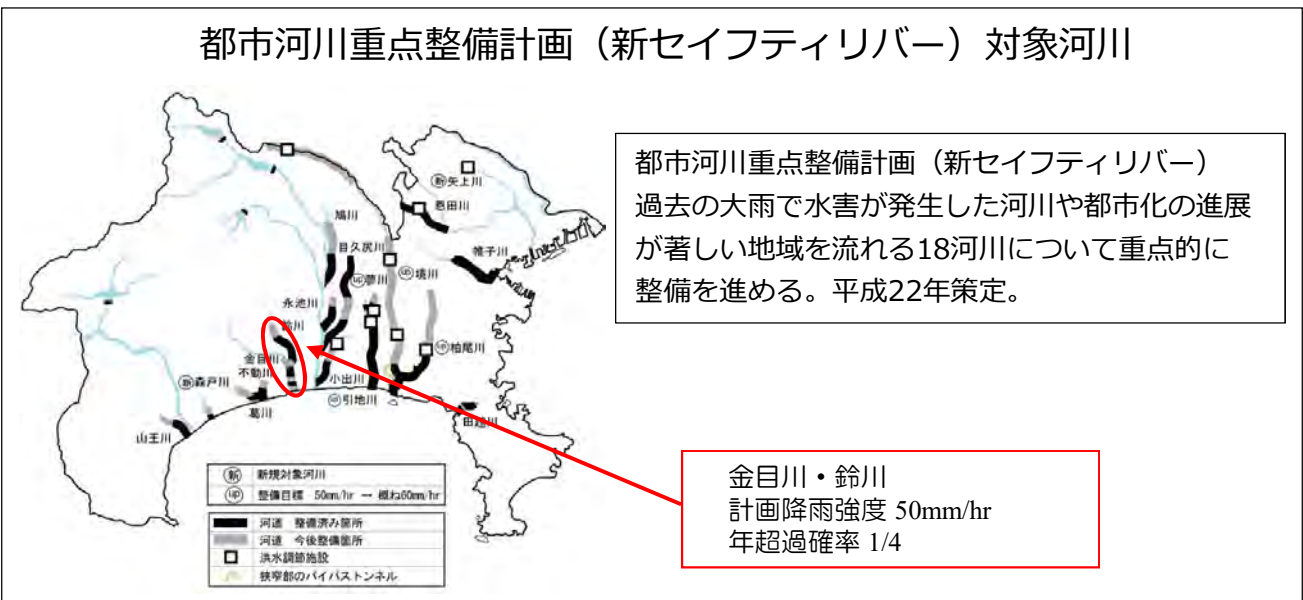 都市河川重点整備計画（新セイフティリバー）対象河川
都市河川重点整備計画（新セイフティリバー）
過去の大雨で水害が発生した河川や都市化の進展
が著しい地域を流れる18河川について重点的に
整備を進める。平成22年策定。
新 矢上川
恩田川
鳩川
帷子川
目久尻川
UP 蓼川
UP 境川
永池川
鈴川
金目川
不動川
UP 柏尾川
新 森戸川
小出川
葛川
UP 引地川
田越川
山王川
新 新規対象河川
UP 整備目標 50mm/hr → 概ね60mm/hr
河道 整備済み箇所
河道 今後整備箇所
洪水調節施設
狭窄部のバイパストンネル
金目川・鈴川
計画降雨強度 50mm/hr
年超過確率 1/4